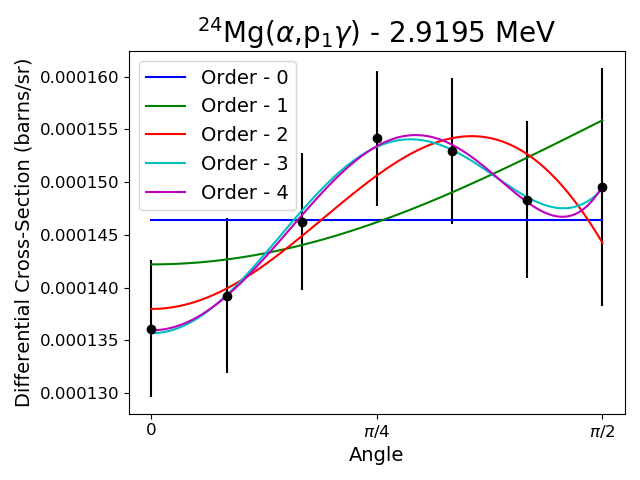 ²⁴Mg(α,p₁γ) - 2.9195 MeV
Differential Cross-Section (barns/sr)
0.000160
0.000155
0.000150
0.000145
0.000140
0.000135
0.000130
Order - 0
Order - 1
Order - 2
Order - 3
Order - 4
0
π/4
π/2
Angle